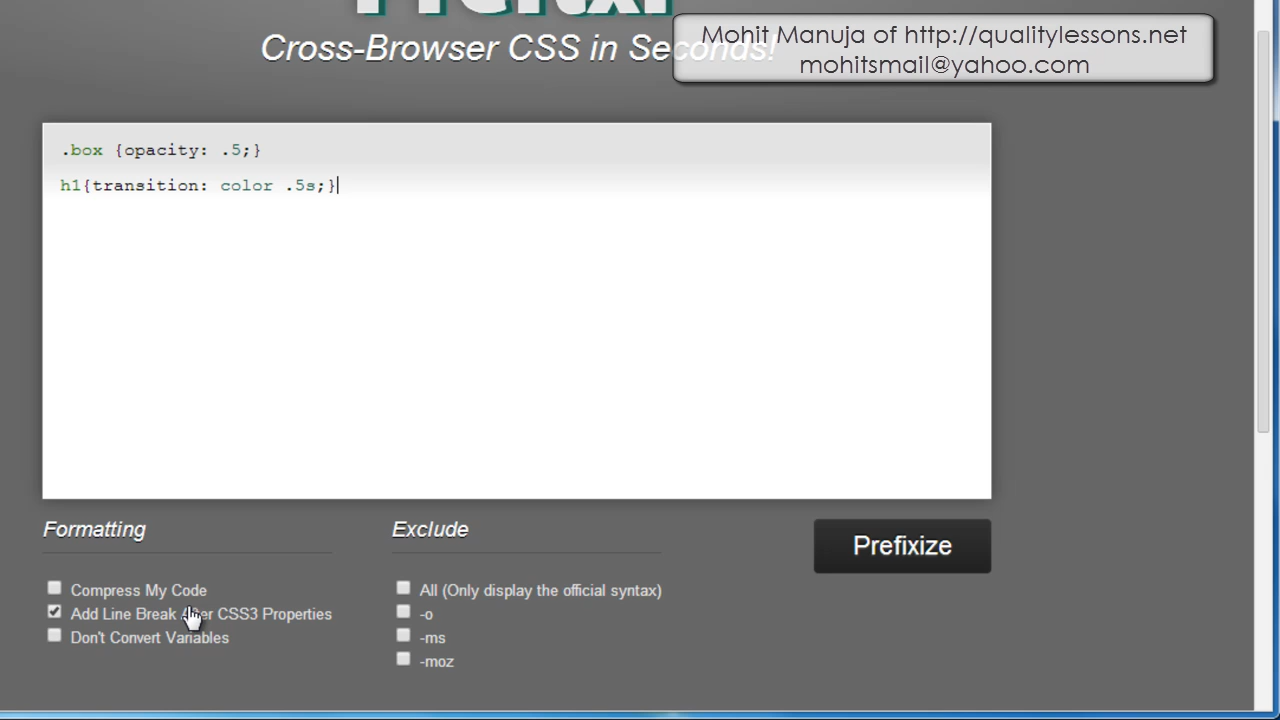 Cross-Browser CSS in Seconds!
Mohit Manuja of http://qualitylessons.net
mohitsmail@yahoo.com
.box {opacity: .5;}
h1{transition: color .5s;}
Formatting
Exclude
Prefixize
Compress My Code
Add Line Break After CSS3 Properties
Don't Convert Variables
All (Only display the official syntax)
-o
-ms
-moz